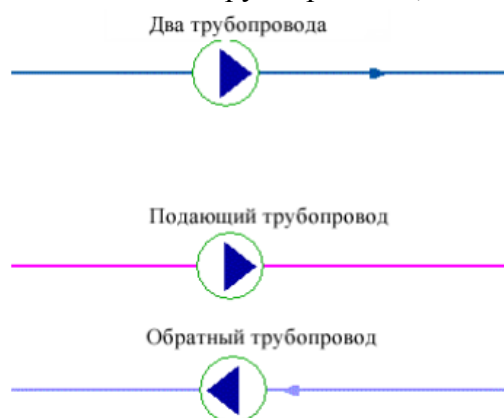 Два трубопровода
Подающий трубопровод
Обратный трубопровод